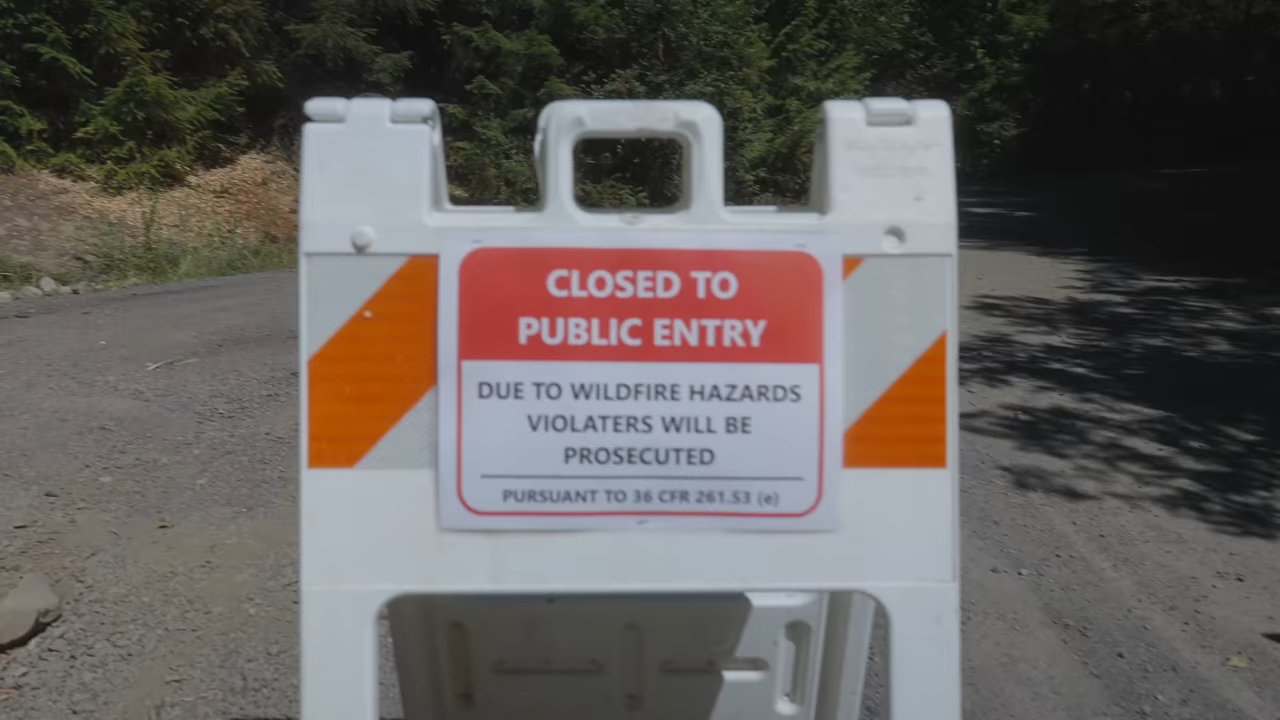 CLOSED TO
PUBLIC ENTRY
DUE TO WILDFIRE HAZARDS
VIOLATERS WILL BE
PROSECUTED
PURSUANT TO 36 CFR 261.53 (e)